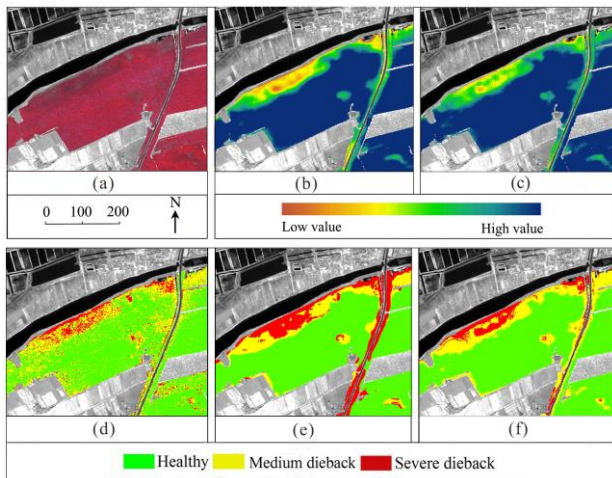 (a)
(b)
(c)
0 100 200
N
Low value
High value
(d)
(e)
(f)
Healthy
Medium dieback
Severe dieback